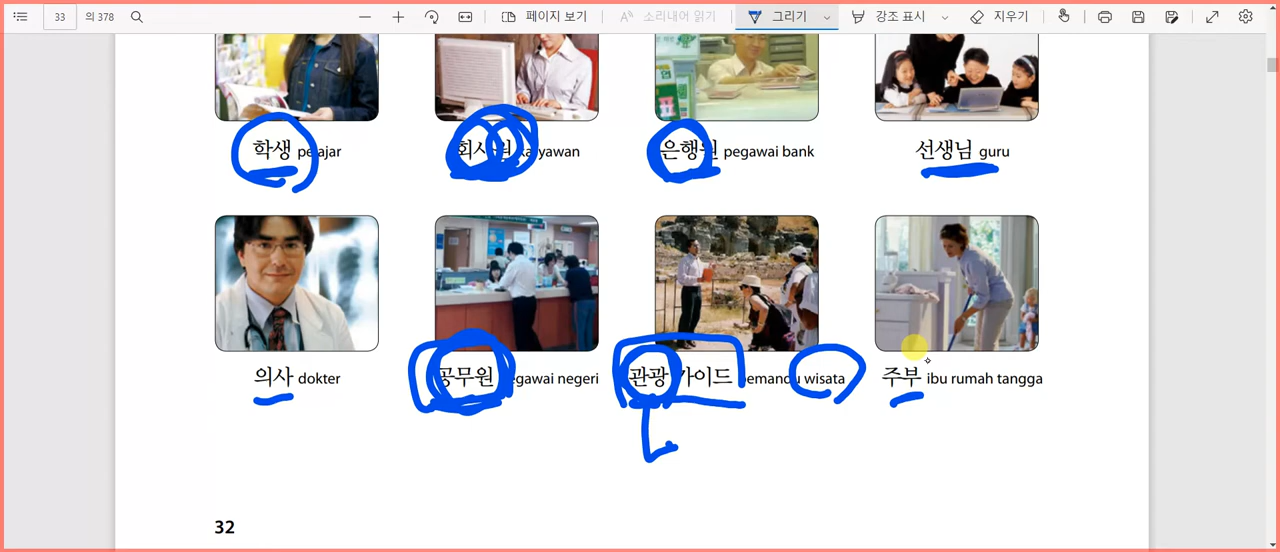 33 의 378 페이지 보기 소리내어 읽기 그리기 강조 표시 지우기
학생 pelajar 회사원 karyawan 은행원 pegawai bank 선생님 guru
의사 dokter 공무원 pegawai negeri 관광 가이드 pemandu wisata 주부 ibu rumah tangga
32